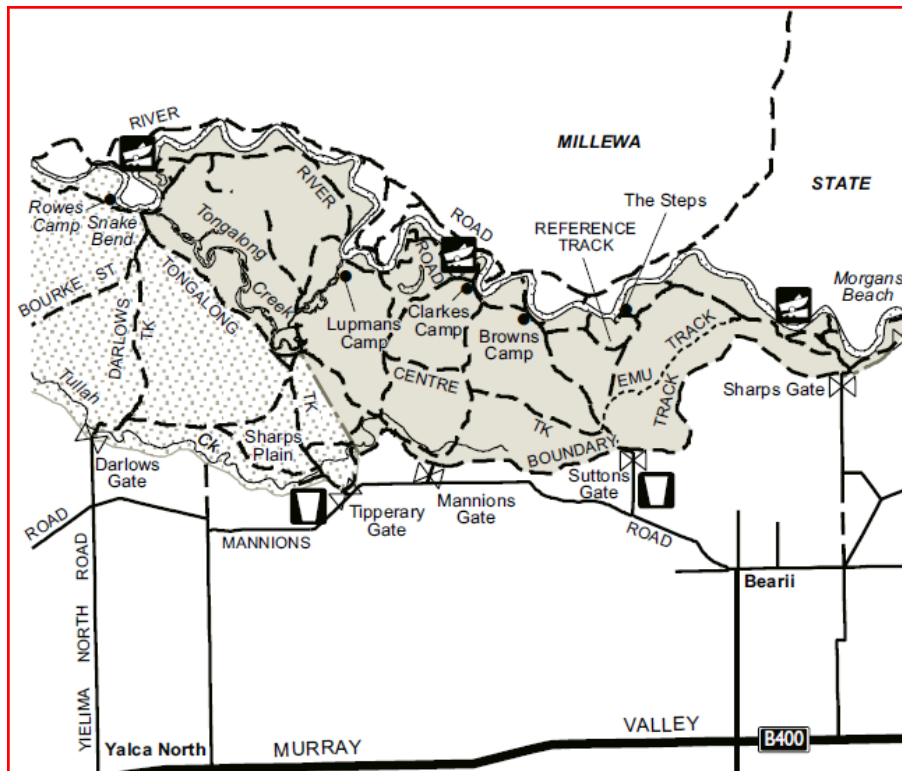 RIVER
MILLEWA
STATE
Rowes
Camp
Snake
Bend
Tongalong
Creek
RIVER
ROAD
ROAD
The Steps
REFERENCE
TRACK
Morgans
Beach
BOURKE ST
DARLOWS
TK
TONGALONG
TK
Lupmans
Camp
Clarkes
Camp
Browns
Camp
EMU
TRACK
TRACK
Sharps Gate
CENTRE
TK
BOUNDARY
Tullah
Ck
Sharps
Plain
Darlows
Gate
Tipperary
Gate
Mannions
Gate
Suttons
Gate
ROAD
MANNIONS
ROAD
Bearii
YIELIMA NORTH ROAD
Yalca North
MURRAY
VALLEY
B400